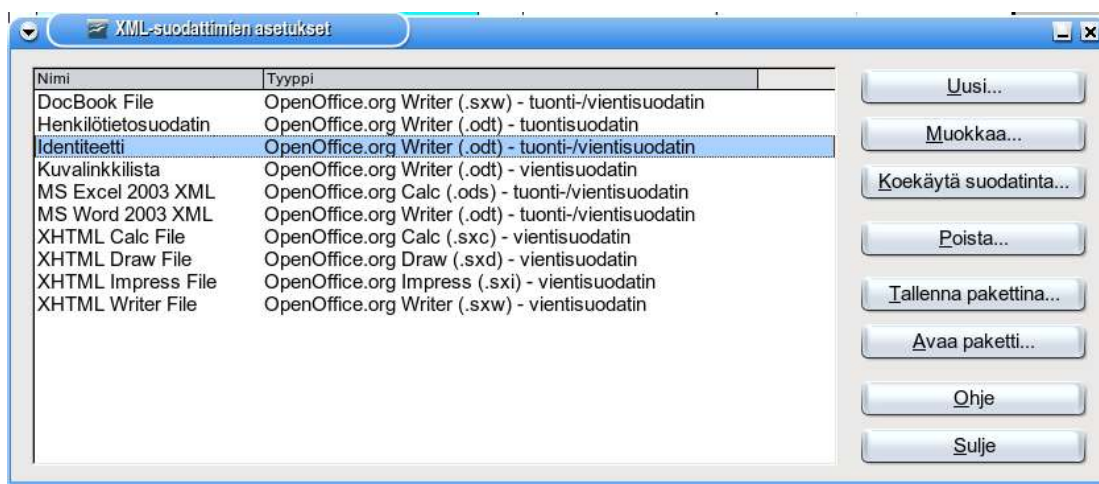 XML-suodattimien asetukset
Nimi Tyyppi
DocBook File OpenOffice.org Writer (.sxw) - tuonti-/vientisuodatin
Henkilötietosuodatin OpenOffice.org Writer (.odt) - tuontisuodatin
Identiteetti OpenOffice.org Writer (.odt) - tuonti-/vientisuodatin
Kuvalinkkilista OpenOffice.org Writer (.odt) - vientisuodatin
MS Excel 2003 XML OpenOffice.org Calc (.ods) - tuonti-/vientisuodatin
MS Word 2003 XML OpenOffice.org Writer (.odt) - tuonti-/vientisuodatin
XHTML Calc File OpenOffice.org Calc (.sxc) - vientisuodatin
XHTML Draw File OpenOffice.org Draw (.sxd) - vientisuodatin
XHTML Impress File OpenOffice.org Impress (.sxi) - vientisuodatin
XHTML Writer File OpenOffice.org Writer (.sxw) - vientisuodatin
Uusi...
Muokkaa...
Koekäytä suodatinta...
Poista...
Tallenna pakettina...
Avaa paketti...
Ohje
Sulje